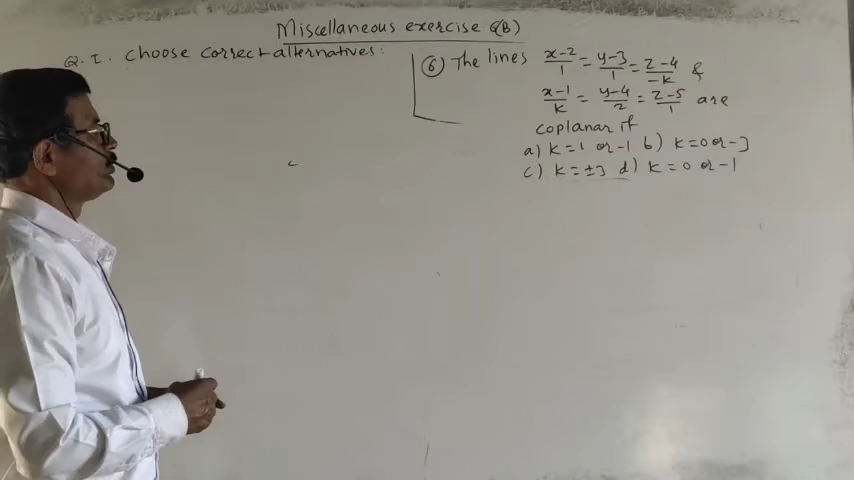 Miscellaneous exercise 6(B)
Q. I. Choose correct alternatives:
⑥ The lines (x-2)/1 = (y-3)/1 = (z-4)/-k &
(x-1)/k = (y-4)/2 = (z-5)/1 are
coplanar if
a) k = 1 or -1 b) k = 0 or -3
c) k = ±3 d) k = 0 or -1